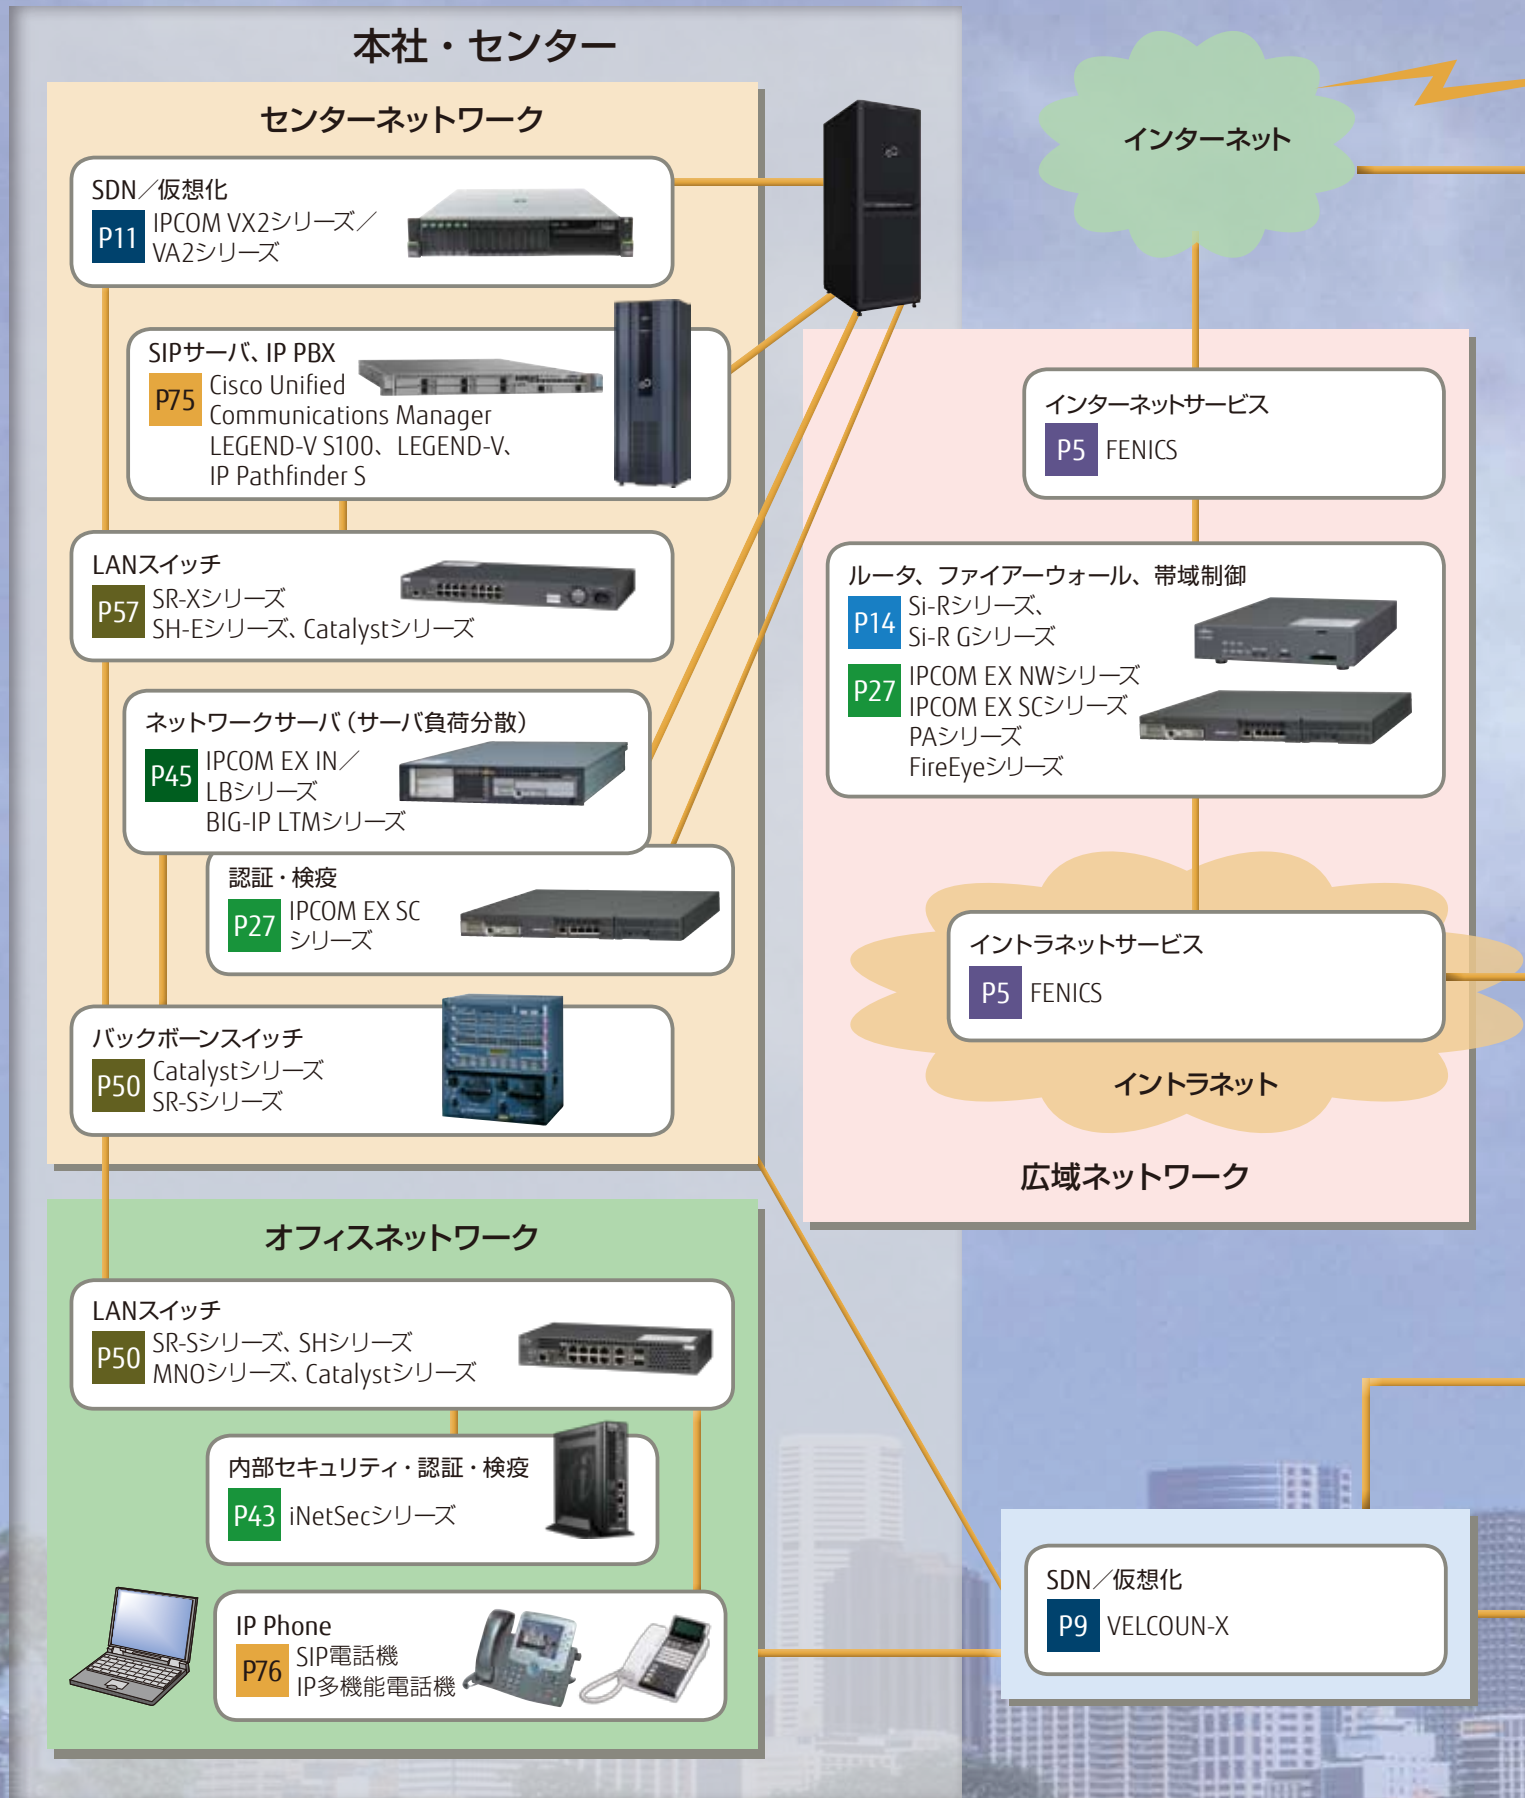 本社・センター
センターネットワーク
SDN／仮想化
P11
IPCOM VX2シリーズ／
VA2シリーズ
SIPサーバ、IP PBX
P75
Cisco Unified
Communications Manager
LEGEND-V S100、LEGEND-V、
IP Pathfinder S
LANスイッチ
P57
SR-Xシリーズ
SH-Eシリーズ、Catalystシリーズ
ネットワークサーバ（サーバ負荷分散）
P45
IPCOM EX IN／
LBシリーズ
BIG-IP LTMシリーズ
認証・検疫
P27
IPCOM EX SC
シリーズ
バックボーンスイッチ
P50
Catalystシリーズ
SR-Sシリーズ
オフィスネットワーク
LANスイッチ
P50
SR-Sシリーズ、SHシリーズ
MNOシリーズ、Catalystシリーズ
内部セキュリティ・認証・検疫
P43
iNetSecシリーズ
IP Phone
P76
SIP電話機
IP多機能電話機
インターネット
インターネットサービス
P5
FENICS
ルータ、ファイアーウォール、帯域制御
P14
Si-Rシリーズ、
Si-R Gシリーズ
P27
IPCOM EX NWシリーズ
IPCOM EX SCシリーズ
PAシリーズ
FireEyeシリーズ
イントラネットサービス
P5
FENICS
イントラネット
広域ネットワーク
SDN／仮想化
P9
VELCOUN-X